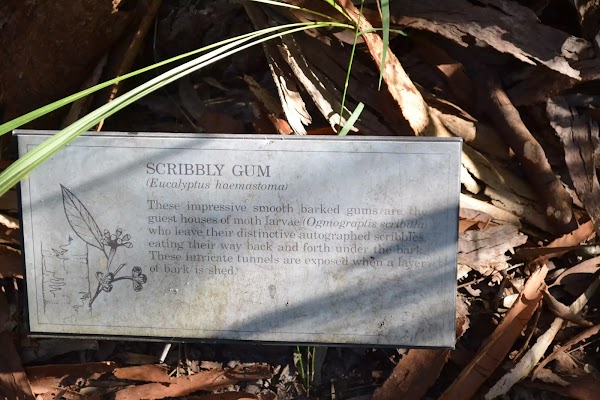 SCRIBBLY GUM
(Eucalyptus haemastoma)
These impressive smooth barked gums are the
guest houses of moth larvae (Ogmograptis scribula)
who leave their distinctive autographed scribbles,
eating their way back and forth under the bark.
These intricate tunnels are exposed when a layer
of bark is shed.